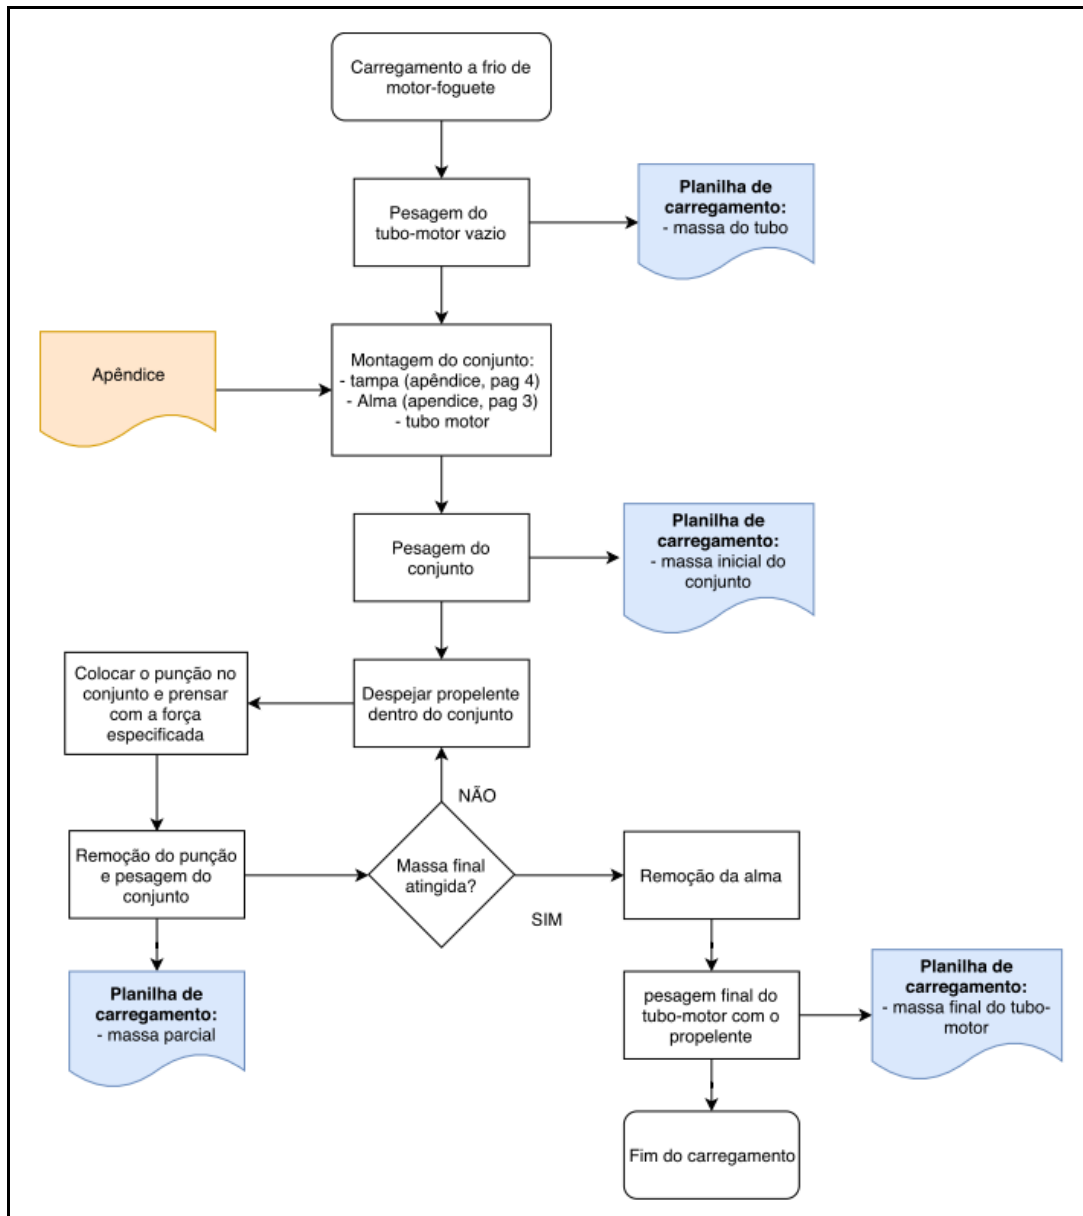 Carregamento a frio de
motor-foguete
Pesagem do
tubo-motor vazio
Planilha de
carregamento:
- massa do tubo
Apêndice
Montagem do conjunto:
- tampa (apêndice, pag 4)
- Alma (apendice, pag 3)
- tubo motor
Pesagem do
conjunto
Planilha de
carregamento:
- massa inicial do
conjunto
Colocar o punção no
conjunto e prensar
com a força
especificada
Despejar propelente
dentro do conjunto
NÃO
Remoção do punção
e pesagem do
conjunto
Massa final
atingida?
SIM
Remoção da alma
Planilha de
carregamento:
- massa parcial
pesagem final do
tubo-motor com o
propelente
Planilha de
carregamento:
- massa final do tubo-
motor
Fim do carregamento